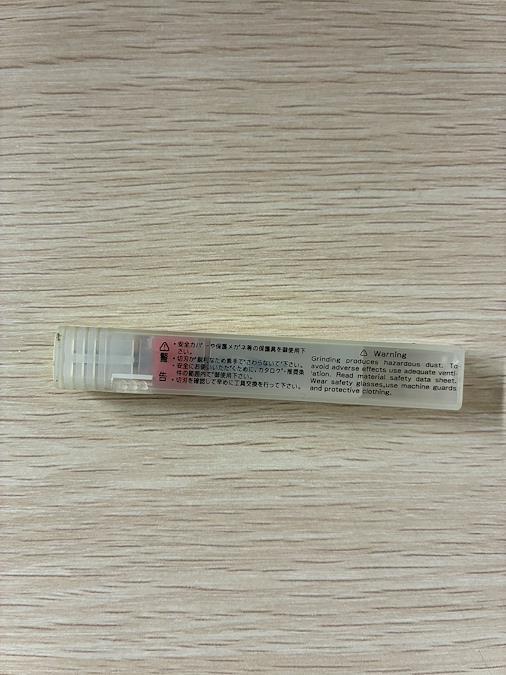 ⚠ 警告
・安全カバーや保護メガネ等の保護具を御使用下
さい。
・切刃が鋭利なため素手でさわらないで下さい。
・安全にお使いいただくために、カタログ・推奨条
件の範囲内で御使用下さい。
・切刃を確認して早めに工具交換を行って下さい。
⚠ Warning
Grinding produces hazardous dust. To
avoid adverse effects use adequate venti-
lation. Read material safety data sheet.
Wear safety glasses,use machine guards
and protective clothing.